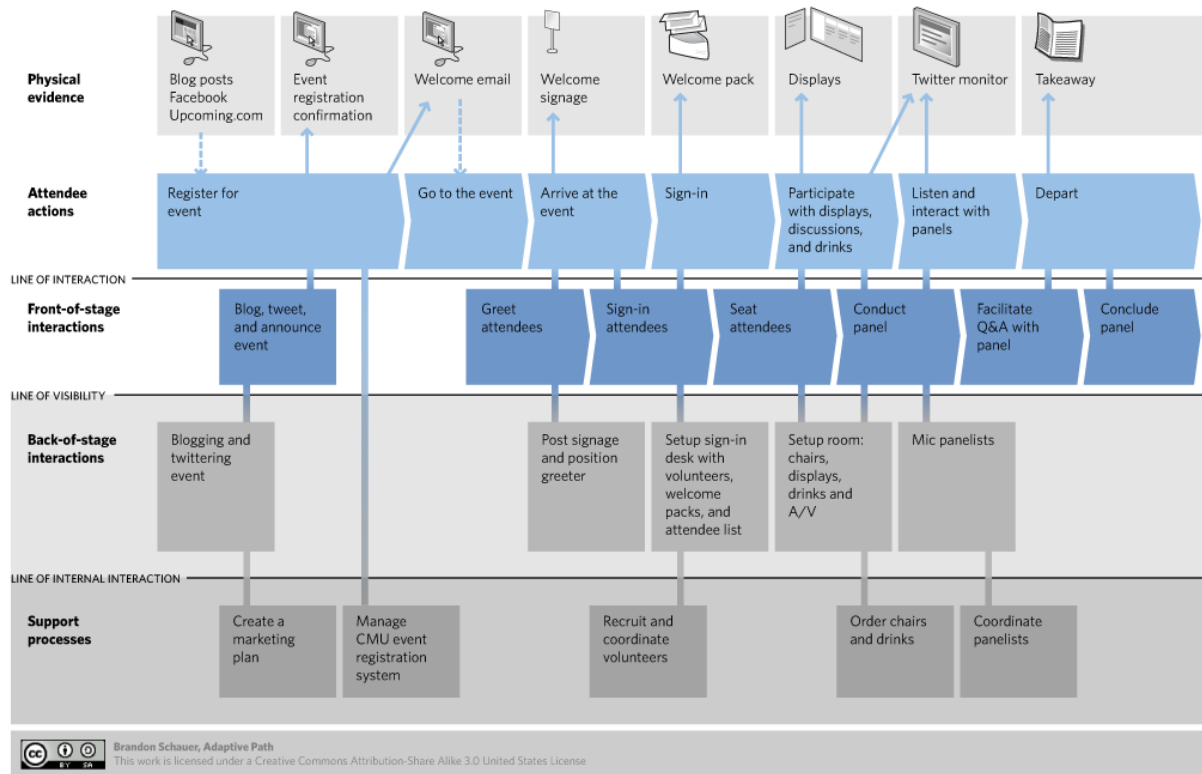 Physical
evidence
Blog posts
Facebook
Upcoming.com
Event
registration
confirmation
Welcome email
Welcome
signage
Welcome pack
Displays
Twitter monitor
Takeaway
Attendee
actions
Register for
event
Go to the event
Arrive at the
event
Sign-in
Participate
with displays,
discussions,
and drinks
Listen and
interact with
panels
Depart
LINE OF INTERACTION
Front-of-stage
interactions
Blog, tweet,
and announce
event
Greet
attendees
Sign-in
attendees
Seat
attendees
Conduct
panel
Facilitate
Q&A with
panel
Conclude
panel
LINE OF VISIBILITY
Back-of-stage
interactions
Blogging and
twittering
event
Post signage
and position
greeter
Setup sign-in
desk with
volunteers,
welcome
packs, and
attendee list
Setup room:
chairs,
displays,
drinks and
A/V
Mic panelists
LINE OF INTERNAL INTERACTION
Support
processes
Create a
marketing
plan
Manage
CMU event
registration
system
Recruit and
coordinate
volunteers
Order chairs
and drinks
Coordinate
panelists
cc
BY SA
Brandon Schauer, Adaptive Path
This work is licensed under a Creative Commons Attribution-Share Alike 3.0 United States License